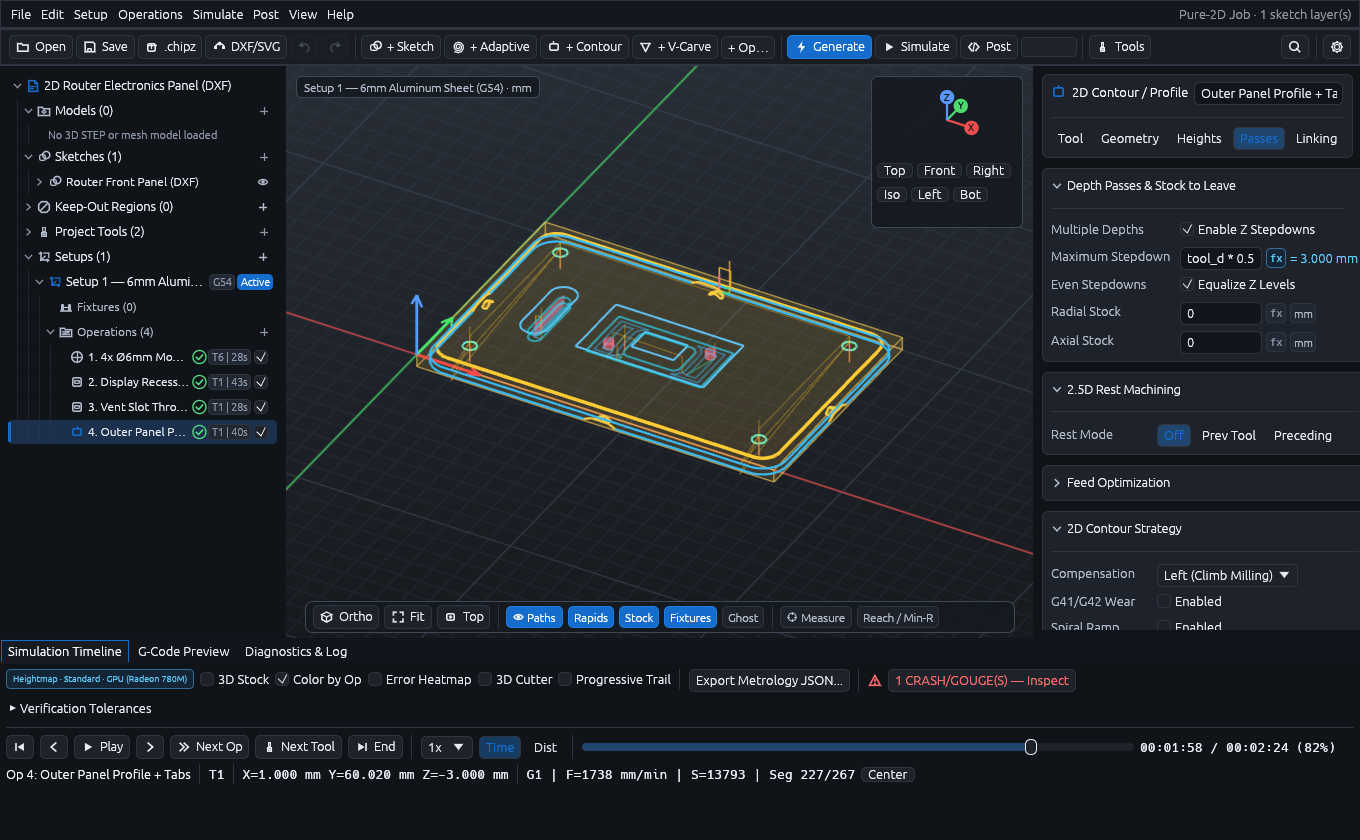 File Edit Setup Operations Simulate Post View Help
Pure-2D Job · 1 sketch layer(s)
Open Save .chipz DXF/SVG + Sketch + Adaptive + Contour + V-Carve + Op... Generate Simulate Post Tools
2D Router Electronics Panel (DXF)
Models (0) +
No 3D STEP or mesh model loaded
Sketches (1) +
Router Front Panel (DXF)
Keep-Out Regions (0) +
Project Tools (2) +
Setups (1) +
Setup 1 — 6mm Alumi... G54 Active
Fixtures (0)
Operations (4) +
1. 4x Ø6mm Mo... T6 | 28s
2. Display Recess... T1 | 43s
3. Vent Slot Thro... T1 | 28s
4. Outer Panel P... T1 | 40s
Setup 1 — 6mm Aluminum Sheet (G54) · mm
Z
Y
X
Top Front Right
Iso Left Bot
Ortho Fit Top Paths Rapids Stock Fixtures Ghost Measure Reach / Min-R
2D Contour / Profile Outer Panel Profile + Ta
Tool Geometry Heights Passes Linking
Depth Passes & Stock to Leave
Multiple Depths Enable Z Stepdowns
Maximum Stepdown tool_d * 0.5 fx = 3.000 mm
Even Stepdowns Equalize Z Levels
Radial Stock 0 fx mm
Axial Stock 0 fx mm
2.5D Rest Machining
Rest Mode Off Prev Tool Preceding
Feed Optimization
2D Contour Strategy
Compensation Left (Climb Milling)
G41/G42 Wear Enabled
Spiral Ramp Enabled
Simulation Timeline G-Code Preview Diagnostics & Log
Heightmap · Standard · GPU (Radeon 780M) 3D Stock Color by Op Error Heatmap 3D Cutter Progressive Trail Export Metrology JSON... 1 CRASH/GOUGE(S) — Inspect
Verification Tolerances
Play Next Op Next Tool End 1x Time Dist 00:01:58 / 00:02:24 (82%)
Op 4: Outer Panel Profile + Tabs T1 X=1.000 mm Y=60.020 mm Z=-3.000 mm G1 | F=1738 mm/min | S=13793 | Seg 227/267 Center